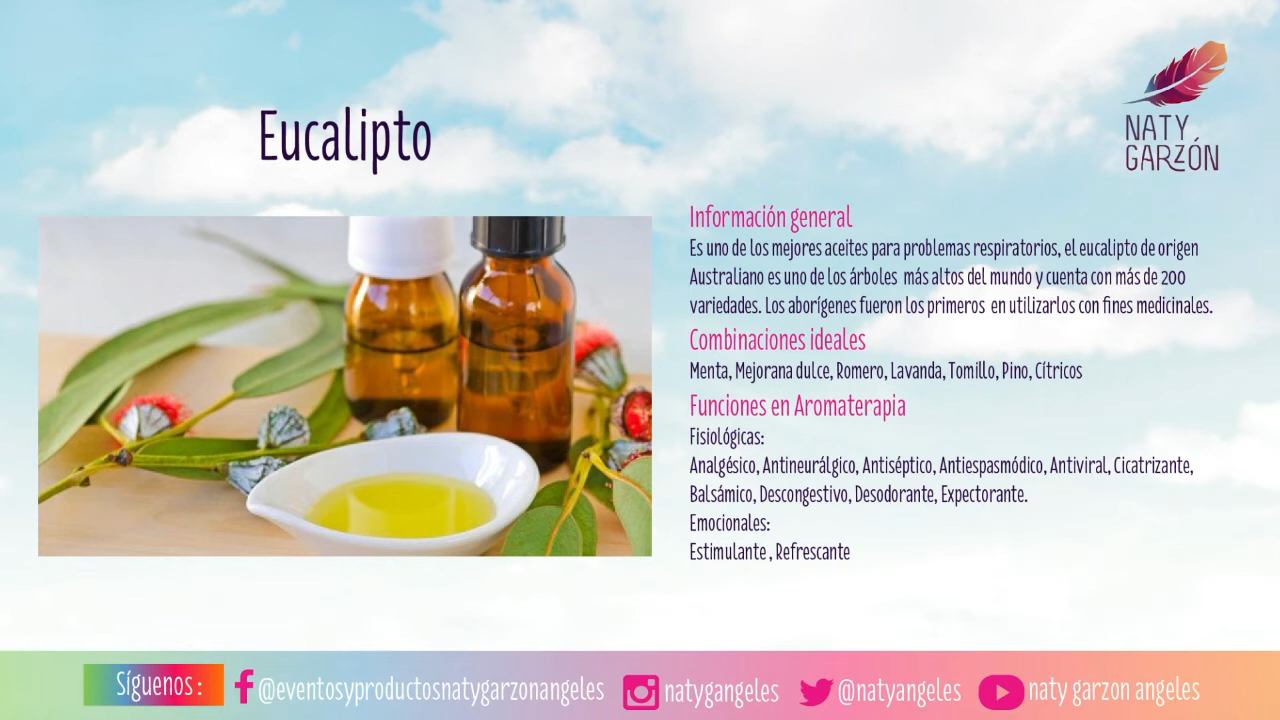 Eucalipto
NATY
GARZÓN
Información general
Es uno de los mejores aceites para problemas respiratorios, el eucalipto de origen
Australiano es uno de los árboles más altos del mundo y cuenta con más de 200
variedades. Los aborígenes fueron los primeros en utilizarlos con fines medicinales.
Combinaciones ideales
Menta, Mejorana dulce, Romero, Lavanda, Tomillo, Pino, Cítricos
Funciones en Aromaterapia
Fisiológicas:
Analgésico, Antineurálgico, Antiséptico, Antiespasmódico, Antiviral, Cicatrizante,
Balsámico, Descongestivo, Desodorante, Expectorante.
Emocionales:
Estimulante , Refrescante
Síguenos : @eventosyproductosnatygarzonangeles natygangeles @natyangeles naty garzon angeles